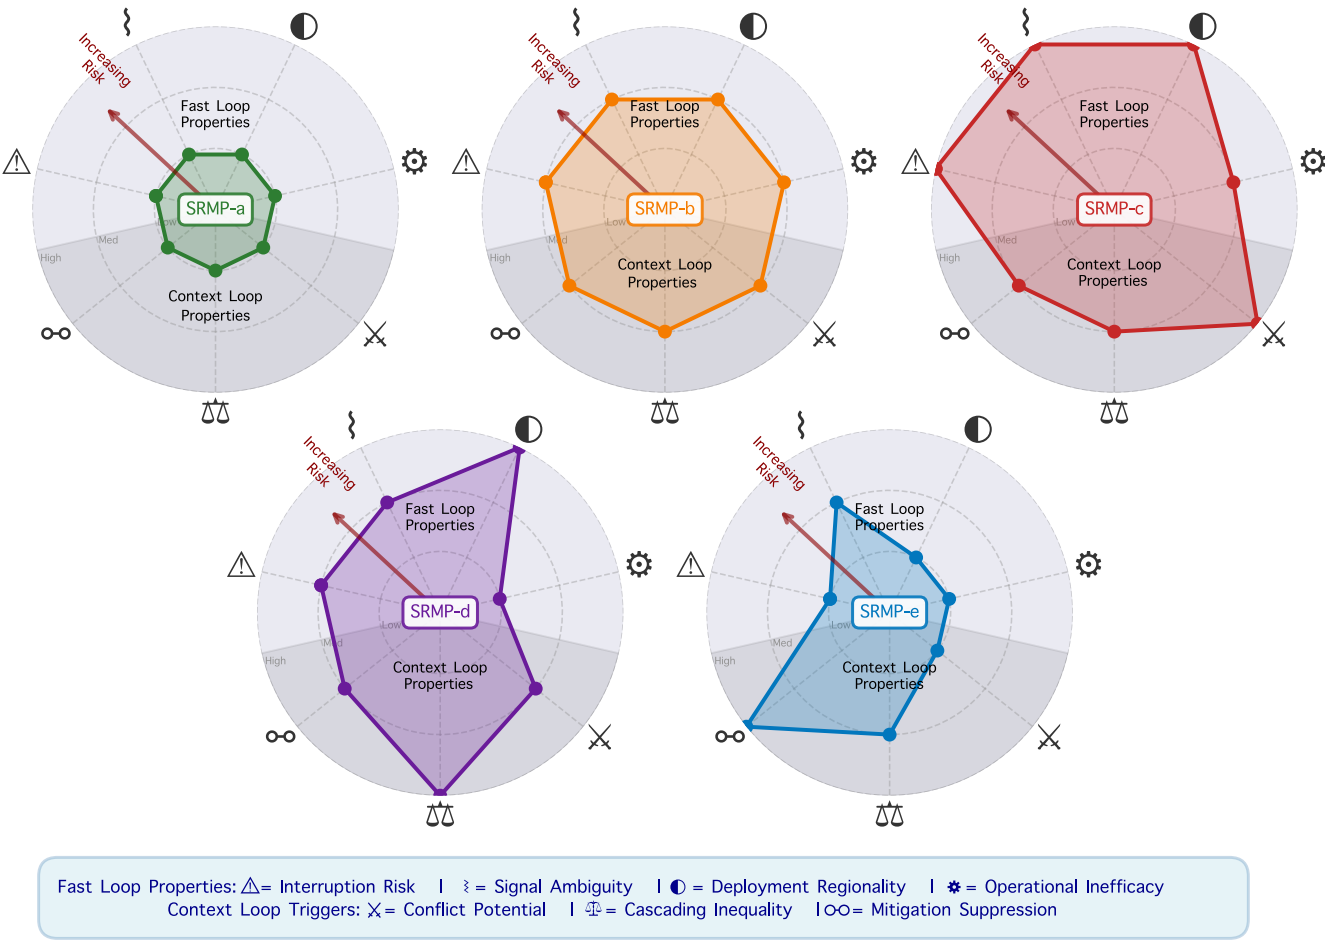 Increasing
Risk
Fast Loop
Properties
SRMP-a
Low
Med
High
Context Loop
Properties
Increasing
Risk
Fast Loop
Properties
SRMP-b
Low
Med
High
Context Loop
Properties
Increasing
Risk
Fast Loop
Properties
SRMP-c
Low
Med
High
Context Loop
Properties
Increasing
Risk
Fast Loop
Properties
SRMP-d
Low
Med
High
Context Loop
Properties
Increasing
Risk
Fast Loop
Properties
SRMP-e
Low
Med
High
Context Loop
Properties
Fast Loop Properties: ⚠= Interruption Risk | ⌇= Signal Ambiguity | ◐ = Deployment Regionality | ⚙= Operational Inefficacy
Context Loop Triggers: ⚔= Conflict Potential | ⚖= Cascading Inequality | ⚯= Mitigation Suppression